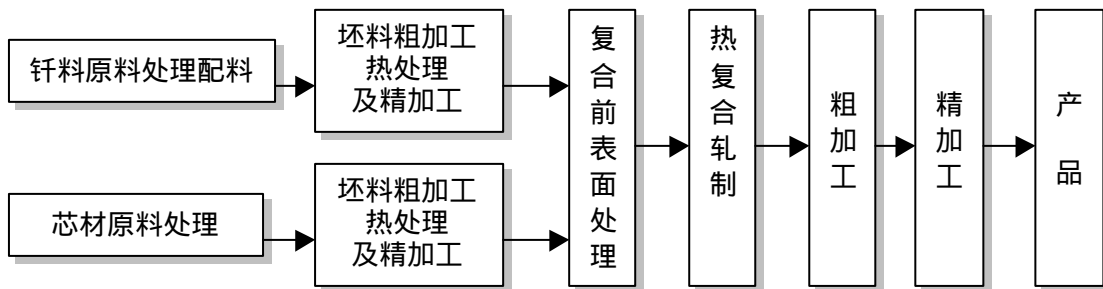 钎料原料处理配料
坯料粗加工
热处理
及精加工
芯材原料处理
坯料粗加工
热处理
及精加工
复合前表面处理
热复合轧制
粗加工
精加工
产品